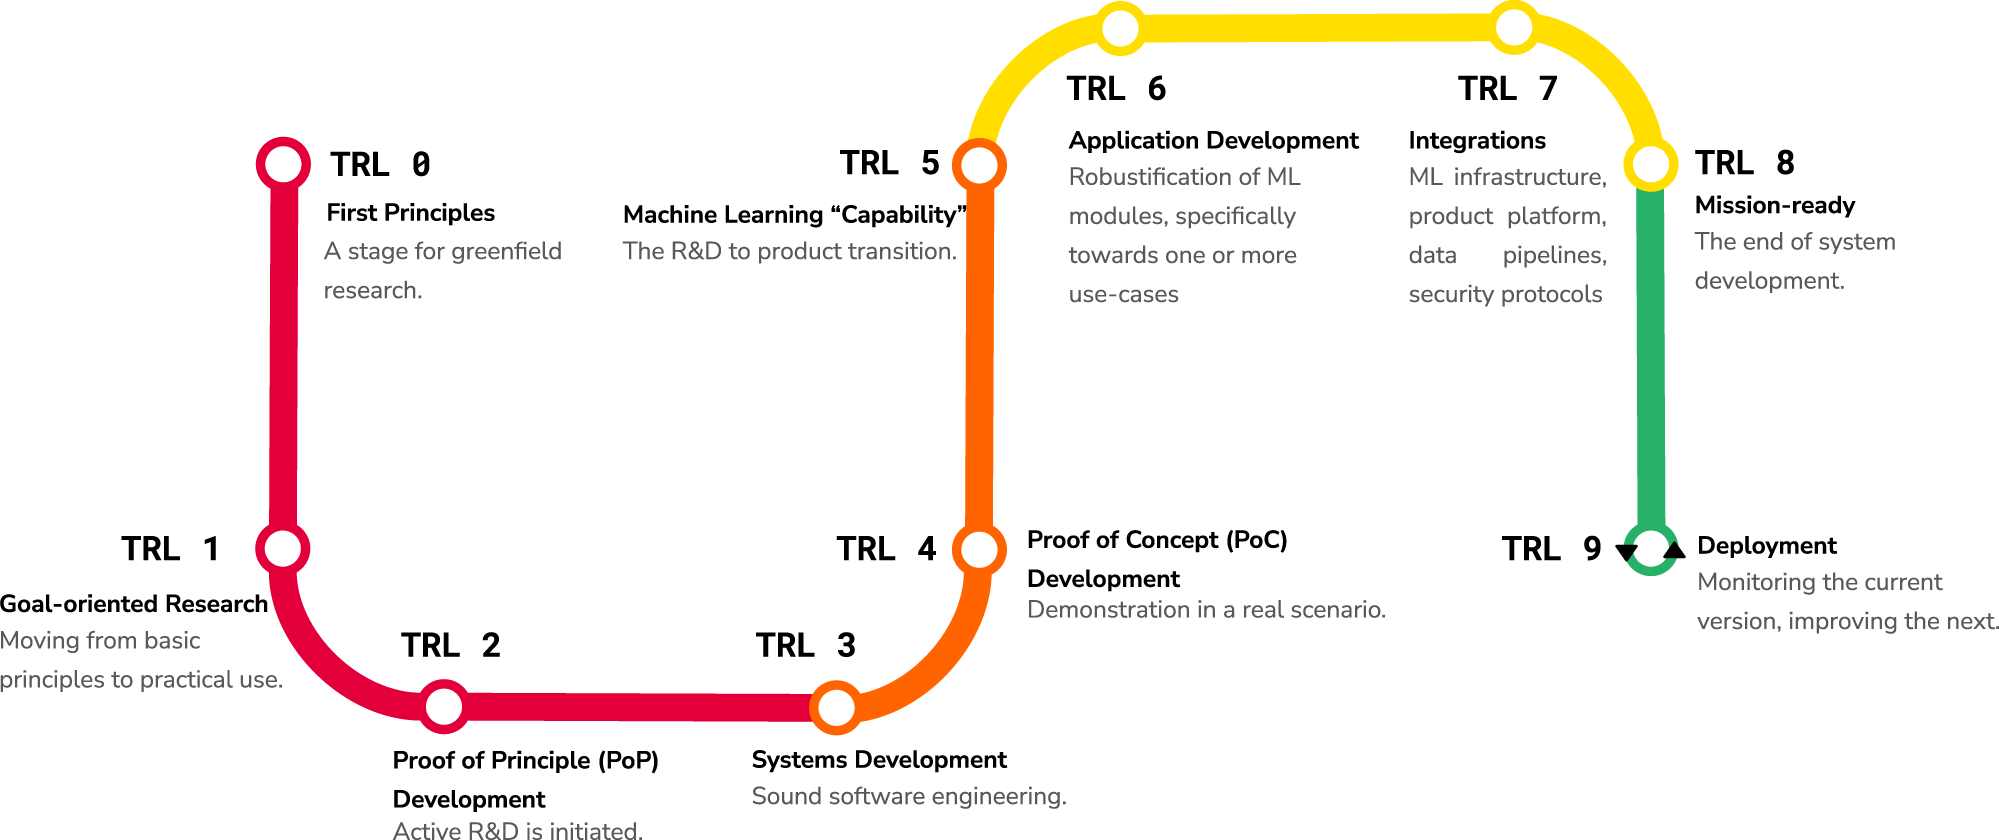 TRL 0
First Principles
A stage for greenfield
research.
TRL 1
Goal-oriented Research
Moving from basic
principles to practical use.
TRL 2
Proof of Principle (PoP)
Development
Active R&D is initiated.
TRL 3
Systems Development
Sound software engineering.
TRL 4
Proof of Concept (PoC)
Development
Demonstration in a real scenario.
TRL 5
Machine Learning “Capability”
The R&D to product transition.
TRL 6
Application Development
Robustification of ML
modules, specifically
towards one or more
use-cases
TRL 7
Integrations
ML infrastructure,
product platform,
data pipelines,
security protocols
TRL 8
Mission-ready
The end of system
development.
TRL 9
Deployment
Monitoring the current
version, improving the next.